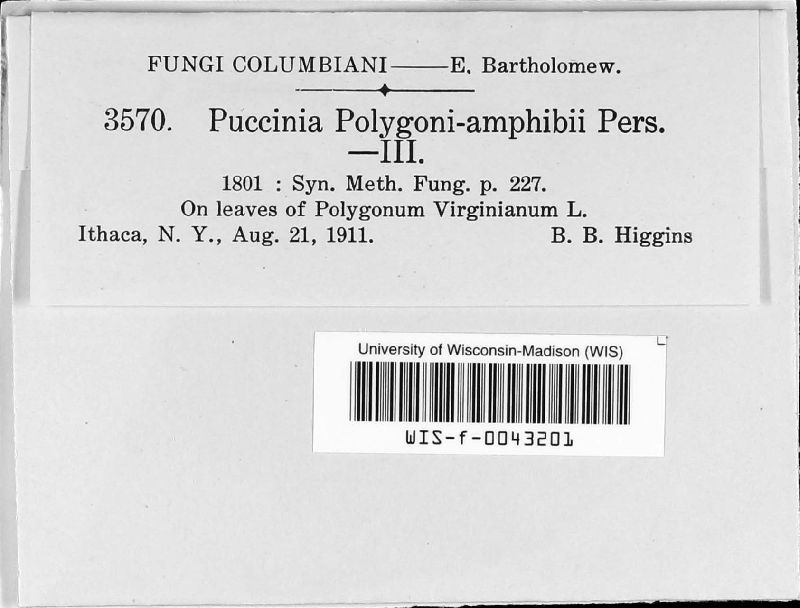 FUNGI COLUMBIANI——E. Bartholomew.
3570. Puccinia Polygoni-amphibii Pers.
—III.
1801 : Syn. Meth. Fung. p. 227.
On leaves of Polygonum Virginianum L.
Ithaca, N. Y., Aug. 21, 1911. B. B. Higgins
University of Wisconsin-Madison (WIS)
WIS-f-0043201